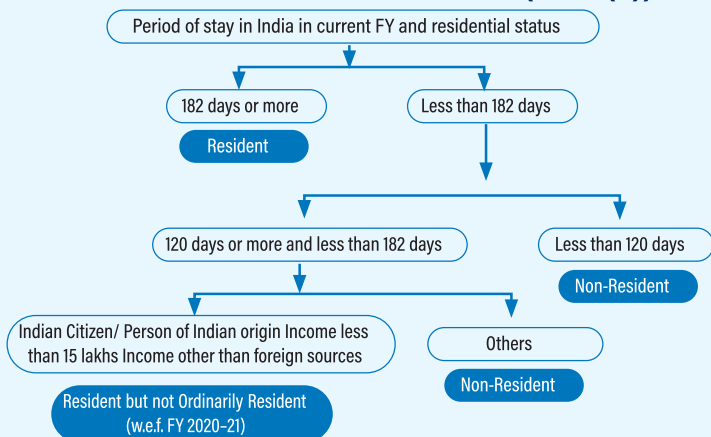 Period of stay in India in current FY and residential status
182 days or more
Less than 182 days
Resident
120 days or more and less than 182 days
Less than 120 days
Non-Resident
Indian Citizen/ Person of Indian origin Income less
than 15 lakhs Income other than foreign sources
Others
Non-Resident
Resident but not Ordinarily Resident
(w.e.f. FY 2020-21)